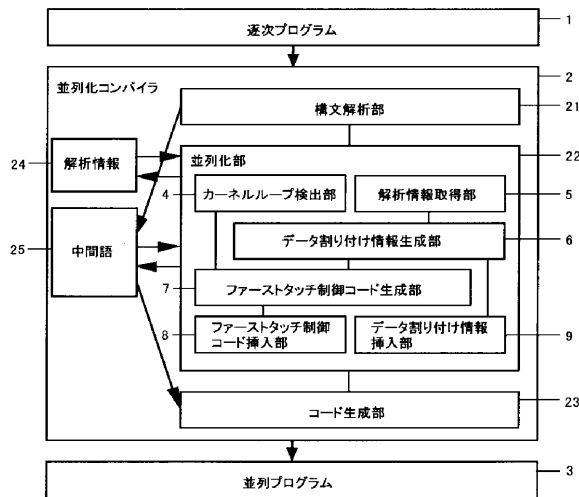 逐次プログラム
1
2
並列化コンパイラ
構文解析部
21
24
解析情報
並列化部
22
4
カーネルループ検出部
解析情報取得部
5
25
中間語
データ割り付け情報生成部
6
7
ファーストタッチ制御コード生成部
8
ファーストタッチ制御
コード挿入部
データ割り付け情報
挿入部
9
コード生成部
23
並列プログラム
3